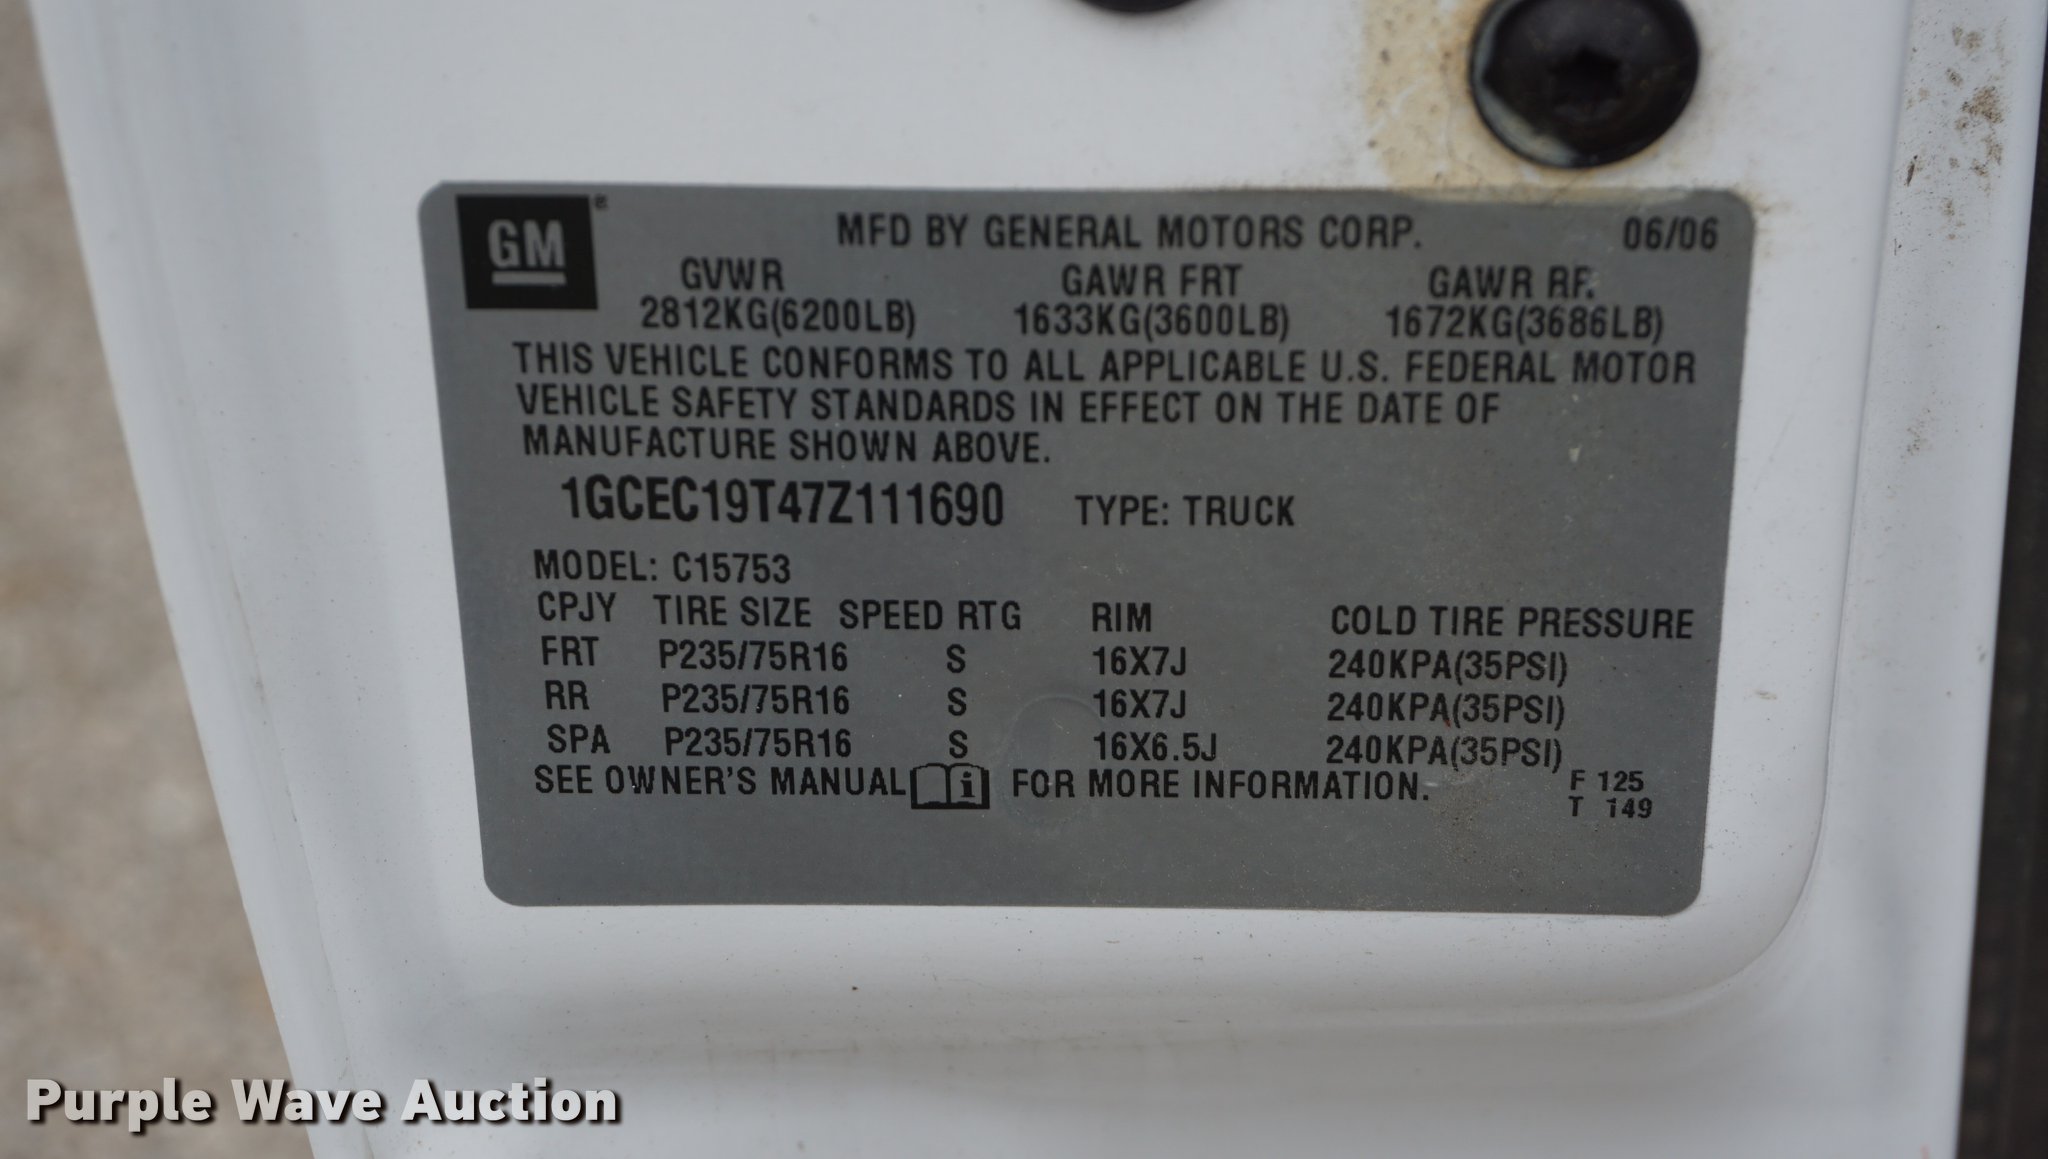 GM®
MFD BY GENERAL MOTORS CORP. 06/06
GVWR GAWR FRT GAWR RR
2812KG(6200LB) 1633KG(3600LB) 1672KG(3686LB)
THIS VEHICLE CONFORMS TO ALL APPLICABLE U.S. FEDERAL MOTOR
VEHICLE SAFETY STANDARDS IN EFFECT ON THE DATE OF
MANUFACTURE SHOWN ABOVE.
1GCEC19T47Z111690 TYPE: TRUCK
MODEL: C15753
CPJY TIRE SIZE SPEED RTG RIM COLD TIRE PRESSURE
FRT P235/75R16 S 16X7J 240KPA(35PSI)
RR P235/75R16 S 16X7J 240KPA(35PSI)
SPA P235/75R16 S 16X6.5J 240KPA(35PSI)
SEE OWNER'S MANUAL i FOR MORE INFORMATION.
F 125
T 149
Purple Wave Auction